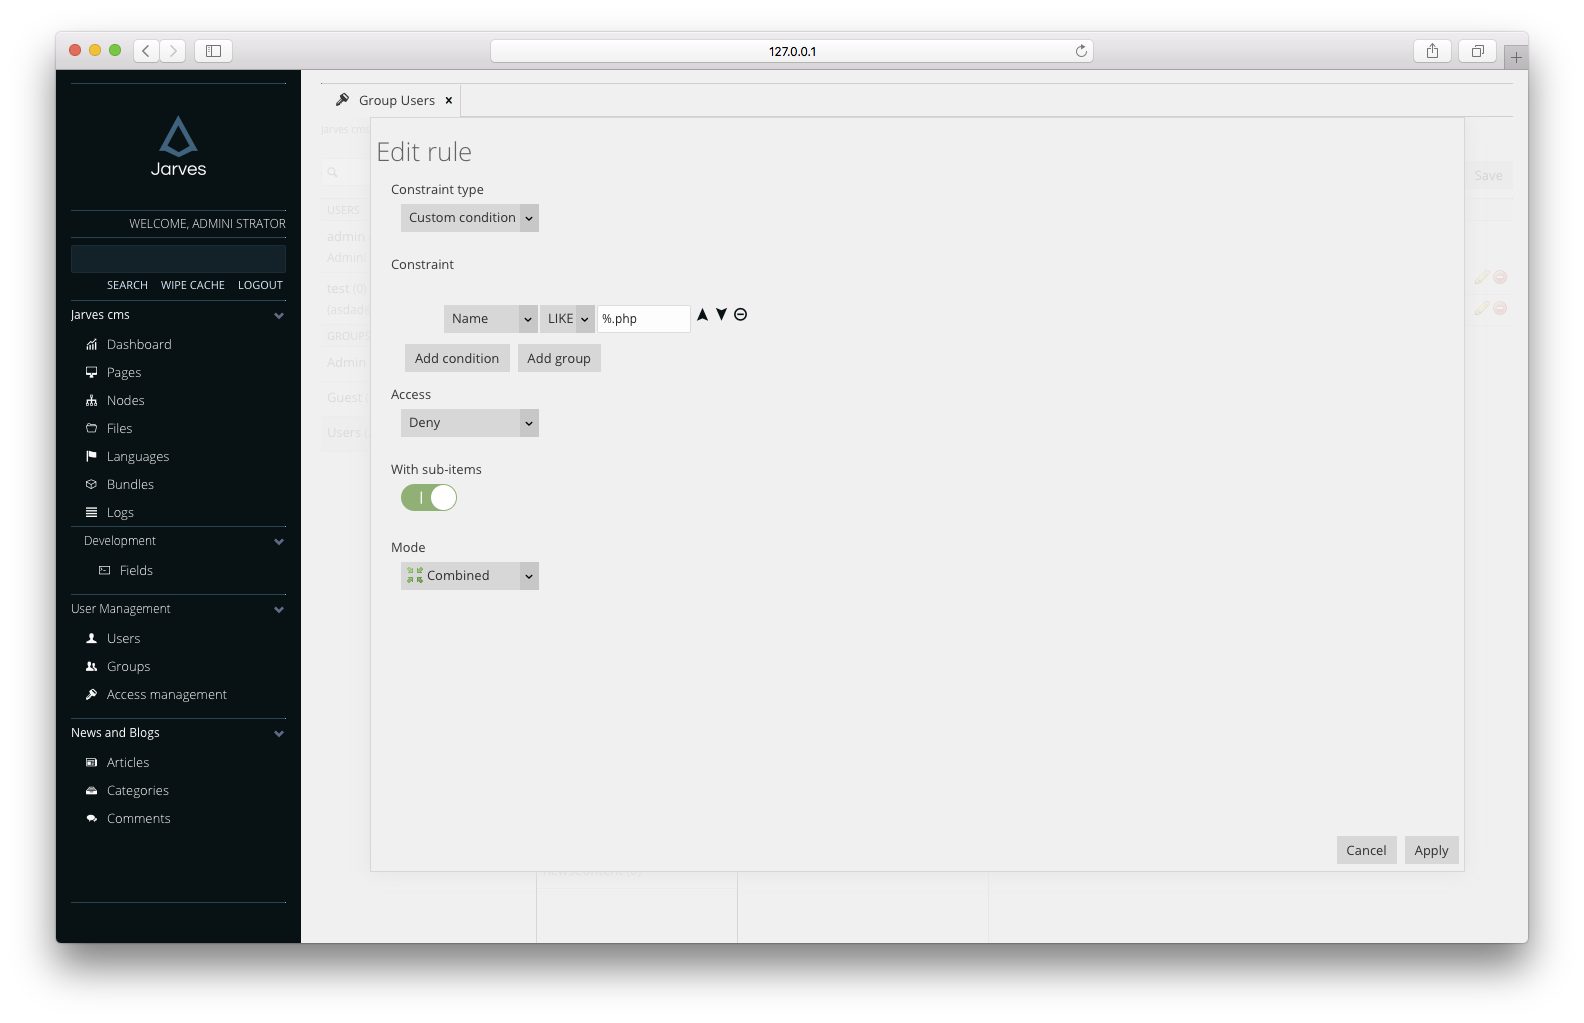 127.0.0.1
Jarves
WELCOME, ADMINI STRATOR
SEARCH WIPE CACHE LOGOUT
Jarves cms
Dashboard
Pages
Nodes
Files
Languages
Bundles
Logs
Development
Fields
User Management
Users
Groups
Access management
News and Blogs
Articles
Categories
Comments
Group Users ×
jarves cms
Save
USERS
admin
Admini
test (0)
(asdad
GROUPS
Admin
Guest
Users
Edit rule
Constraint type
Custom condition
Constraint
Name LIKE %.php
Add condition Add group
Access
Deny
With sub-items
Mode
Combined
Cancel Apply